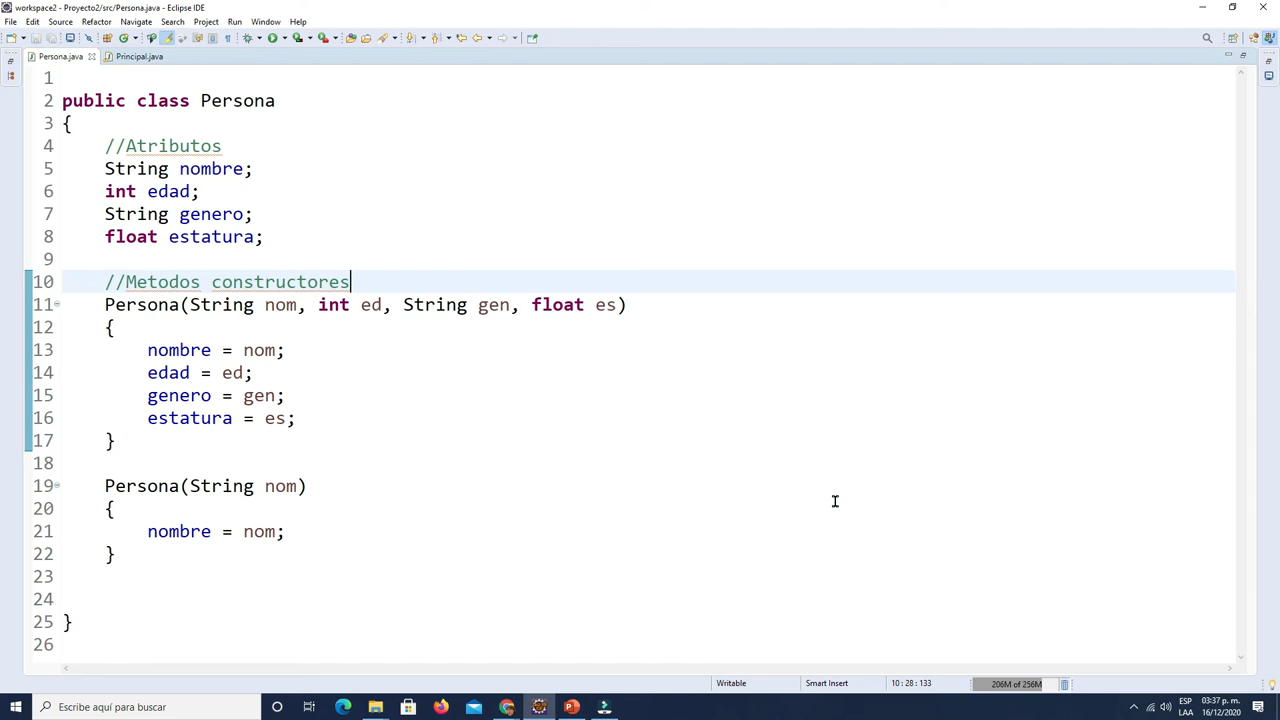 workspace2 - Proyecto2/src/Persona.java - Eclipse IDE
File Edit Source Refactor Navigate Search Project Run Window Help
Persona.java Principal.java
1
2 public class Persona
3 {
4 //Atributos
5 String nombre;
6 int edad;
7 String genero;
8 float estatura;
9
10 //Metodos constructores
11 Persona(String nom, int ed, String gen, float es)
12 {
13 nombre = nom;
14 edad = ed;
15 genero = gen;
16 estatura = es;
17 }
18
19 Persona(String nom)
20 {
21 nombre = nom;
22 }
23
24
25 }
26
Writable Smart Insert 10 : 28 : 133 206M of 256M
Escribe aquí para buscar
ESP 03:37 p. m.
LAA 16/12/2020